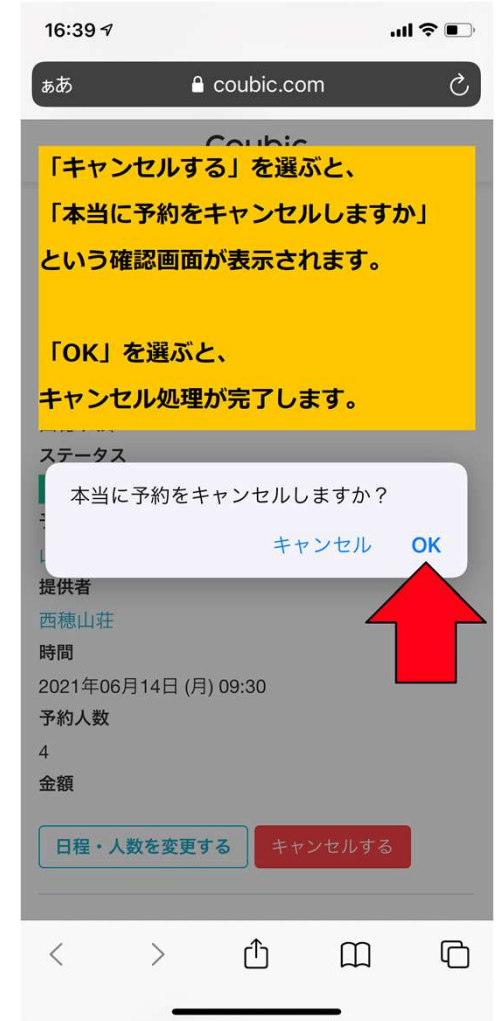 16:39
ぁあ
coubic.com
Coubic
「キャンセルする」を選ぶと、
「本当に予約をキャンセルしますか」
という確認画面が表示されます。
「OK」を選ぶと、
キャンセル処理が完了します。
ステータス
本当に予約をキャンセルしますか？
キャンセル
OK
提供者
西穂山荘
時間
2021年06月14日 (月) 09:30
予約人数
4
金額
日程・人数を変更する
キャンセルする